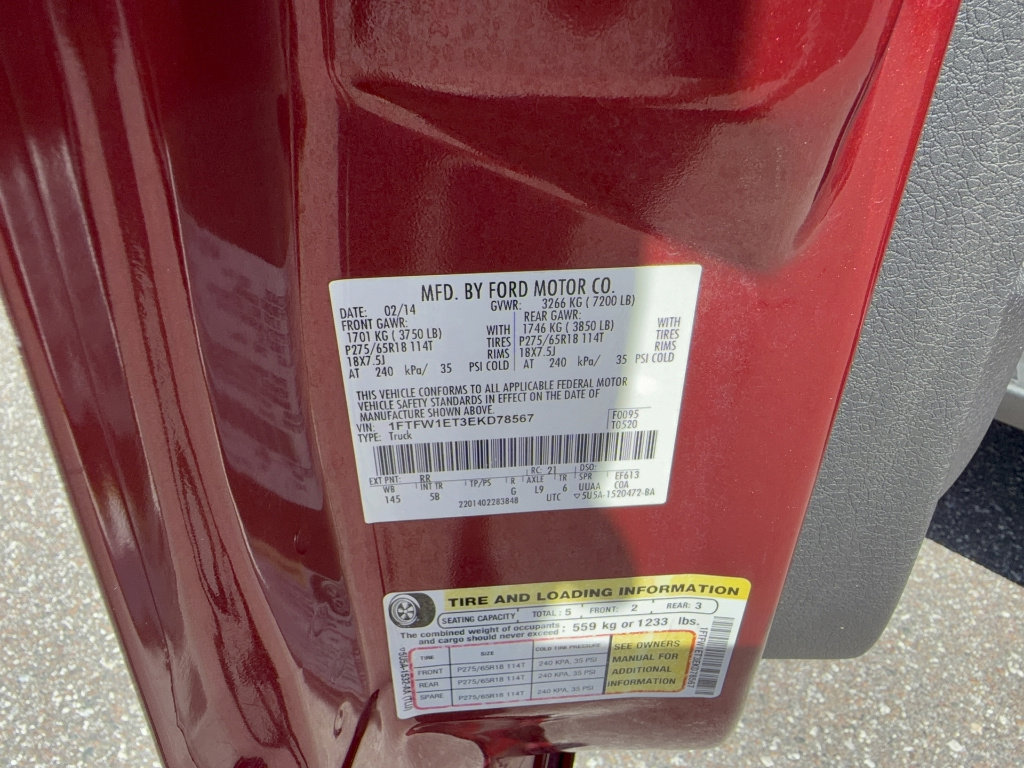 MFD. BY FORD MOTOR CO.
DATE: 02/14 GVWR: 3266 KG ( 7200 LB)
FRONT GAWR: REAR GAWR:
1701 KG ( 3750 LB) WITH 1746 KG ( 3850 LB) WITH
P275/65R18 114T TIRES P275/65R18 114T TIRES
18X7.5J RIMS 18X7.5J RIMS
AT 240 kPa/ 35 PSI COLD AT 240 kPa/ 35 PSI COLD
THIS VEHICLE CONFORMS TO ALL APPLICABLE FEDERAL MOTOR
VEHICLE SAFETY STANDARDS IN EFFECT ON THE DATE OF
MANUFACTURE SHOWN ABOVE.
VIN: 1FTFW1ET3EKD78567 F0095
TYPE: Truck T0520
EXT PNT: RR RC: 21 DSO:
WB INT TR TP/PS R AXLE TR SPR EF613
145 5B G L9 6 UUAA COA
2201402283848 UTC ▽5U5A-1520472-BA
TIRE AND LOADING INFORMATION
SEATING CAPACITY TOTAL: 5 FRONT: 2 REAR: 3
The combined weight of occupants and cargo should never exceed: 559 kg or 1233 lbs.
TIRE SIZE COLD TIRE PRESSURE
FRONT P275/65R18 114T 240 KPA, 35 PSI
REAR P275/65R18 114T 240 KPA, 35 PSI
SPARE P275/65R18 114T 240 KPA, 35 PSI
SEE OWNERS
MANUAL FOR
ADDITIONAL
INFORMATION
1FTFW1ET3EKD78567